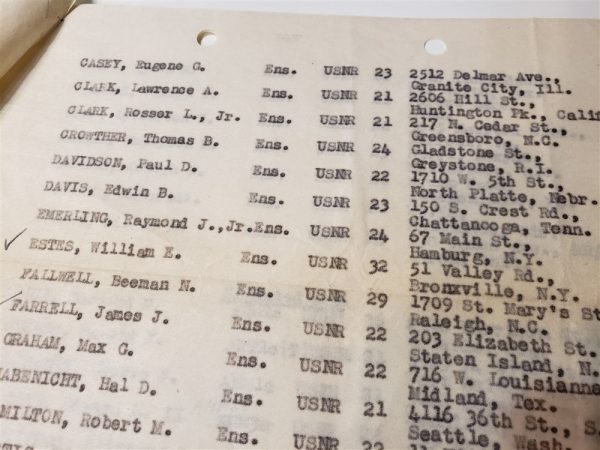 CASEY, Eugene G. Ens. USNR 23 2512 Delmar Ave.,
Granite City, Ill.
CLARK, Lawrence A. Ens. USNR 21 2606 Hill St.,
Huntington Pk., Calif
CLARK, Rosser L., Jr. Ens. USNR 21 217 N. Cedar St.,
Greensboro, N.C.
CROWTHER, Thomas B. Ens. USNR 24 Gladstone St.,
Greystone, R.I.
DAVIDSON, Paul D. Ens. USNR 22 1710 W. 5th St.,
North Platte, Nebr.
DAVIS, Edwin B. Ens. USNR 23 150 S. Crest Rd.,
Chattanooga, Tenn.
EMERLING, Raymond J.,Jr.Ens. USNR 24 67 Main St.,
Hamburg, N.Y.
ESTES, William E. Ens. USNR 32 51 Valley Rd.,
Bronxville, N.Y.
FALLWELL, Beeman N. Ens. USNR 29 1709 St. Mary's St
Raleigh, N.C.
FARRELL, James J. Ens. USNR 22 203 Elizabeth St.
Staten Island, N.
GRAHAM, Max G. Ens. USNR 22 716 W. Louisianne
Midland, Tex.
ABENICHT, Hal D. Ens. USNR 21 4116 36th St., S.
Seattle, Wash.
MILTON, Robert M. Ens. USNR 22